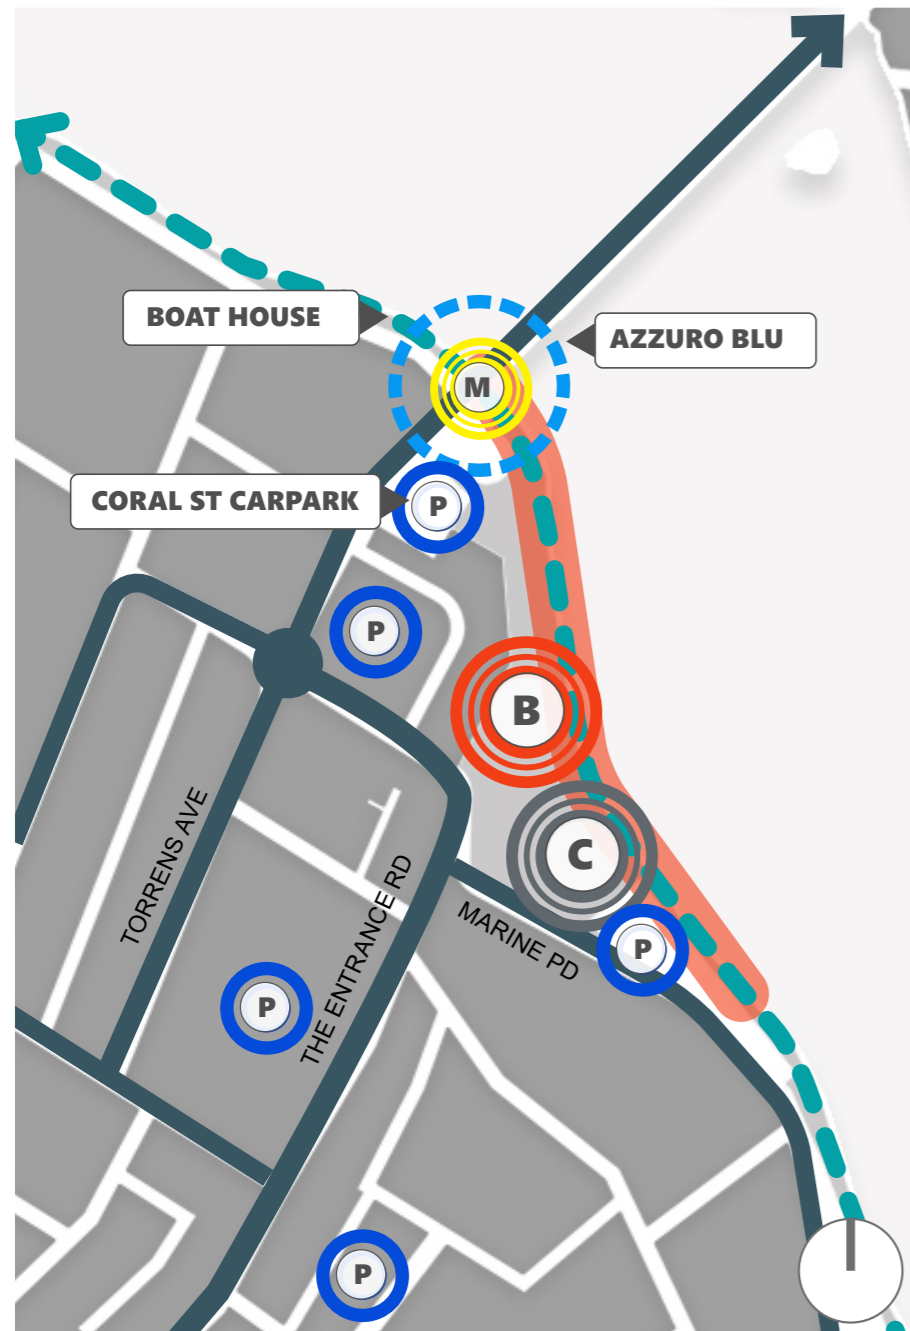 BOAT HOUSE
AZZURO BLU
M
CORAL ST CARPARK
P
P
B
TORRENS AVE
THE ENTRANCE RD
C
MARINE PD
P
P
P